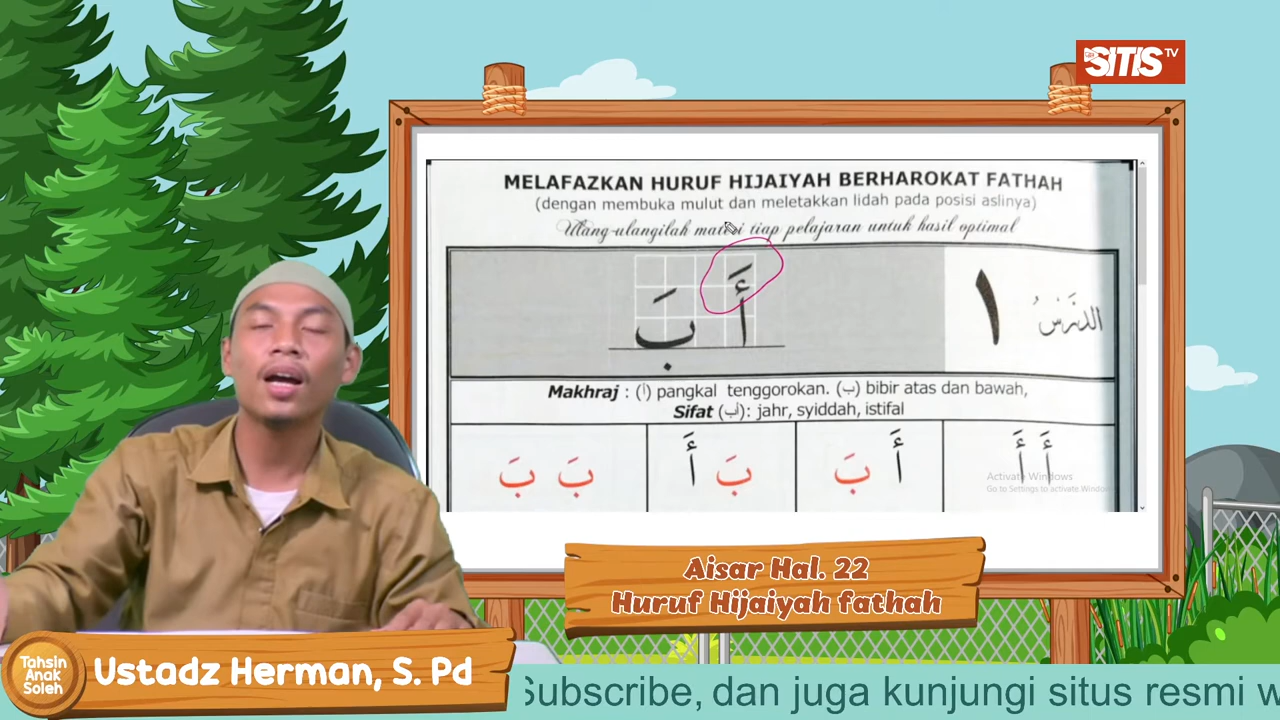 SITIS TV
MELAFAZKAN HURUF HIJAIYAH BERHAROKAT FATHAH
(dengan membuka mulut dan meletakkan lidah pada posisi aslinya)
Ulang-ulangilah materi tiap pelajaran untuk hasil optimal
الدَّرْسُ ١
أَ بَ
Makhraj : (أ) pangkal tenggorokan. (ب) bibir atas dan bawah,
Sifat (أب): jahr, syiddah, istifal
أَ أَ
أَ بَ
بَ أَ
بَ بَ
Activate Windows
Go to Settings to activate Windows
Aisar Hal. 22
Huruf Hijaiyah fathah
Tahsin
Anak
Soleh
Ustadz Herman, S. Pd
Subscribe, dan juga kunjungi situs resmi w